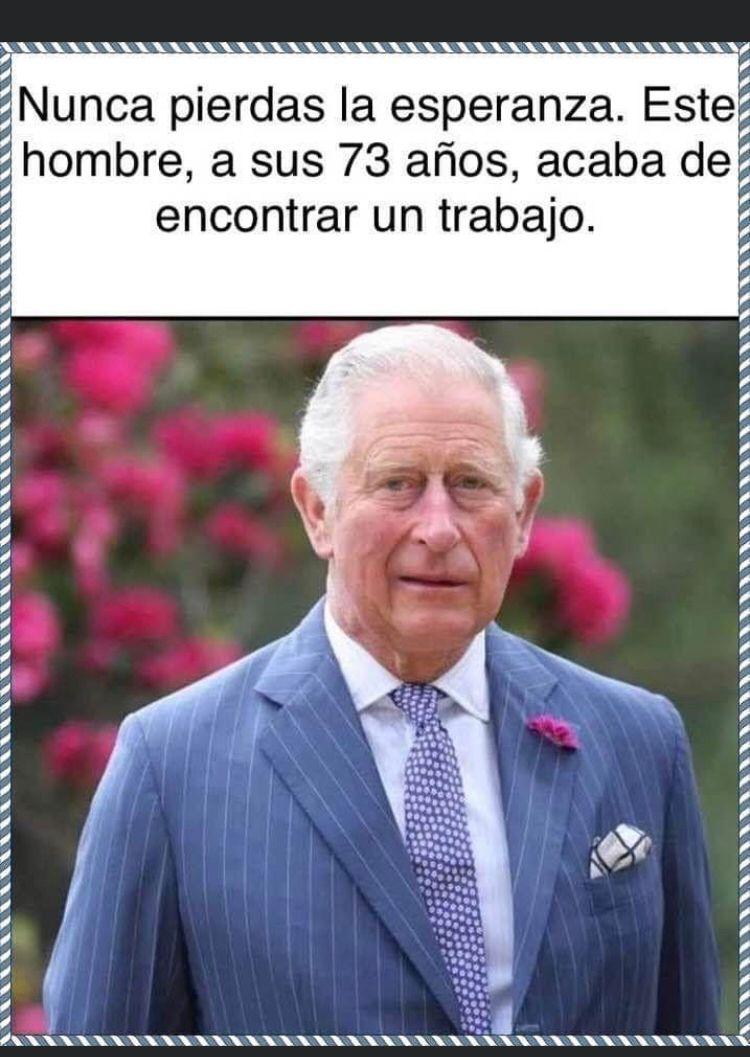 Nunca pierdas la esperanza. Este
hombre, a sus 73 años, acaba de
encontrar un trabajo.